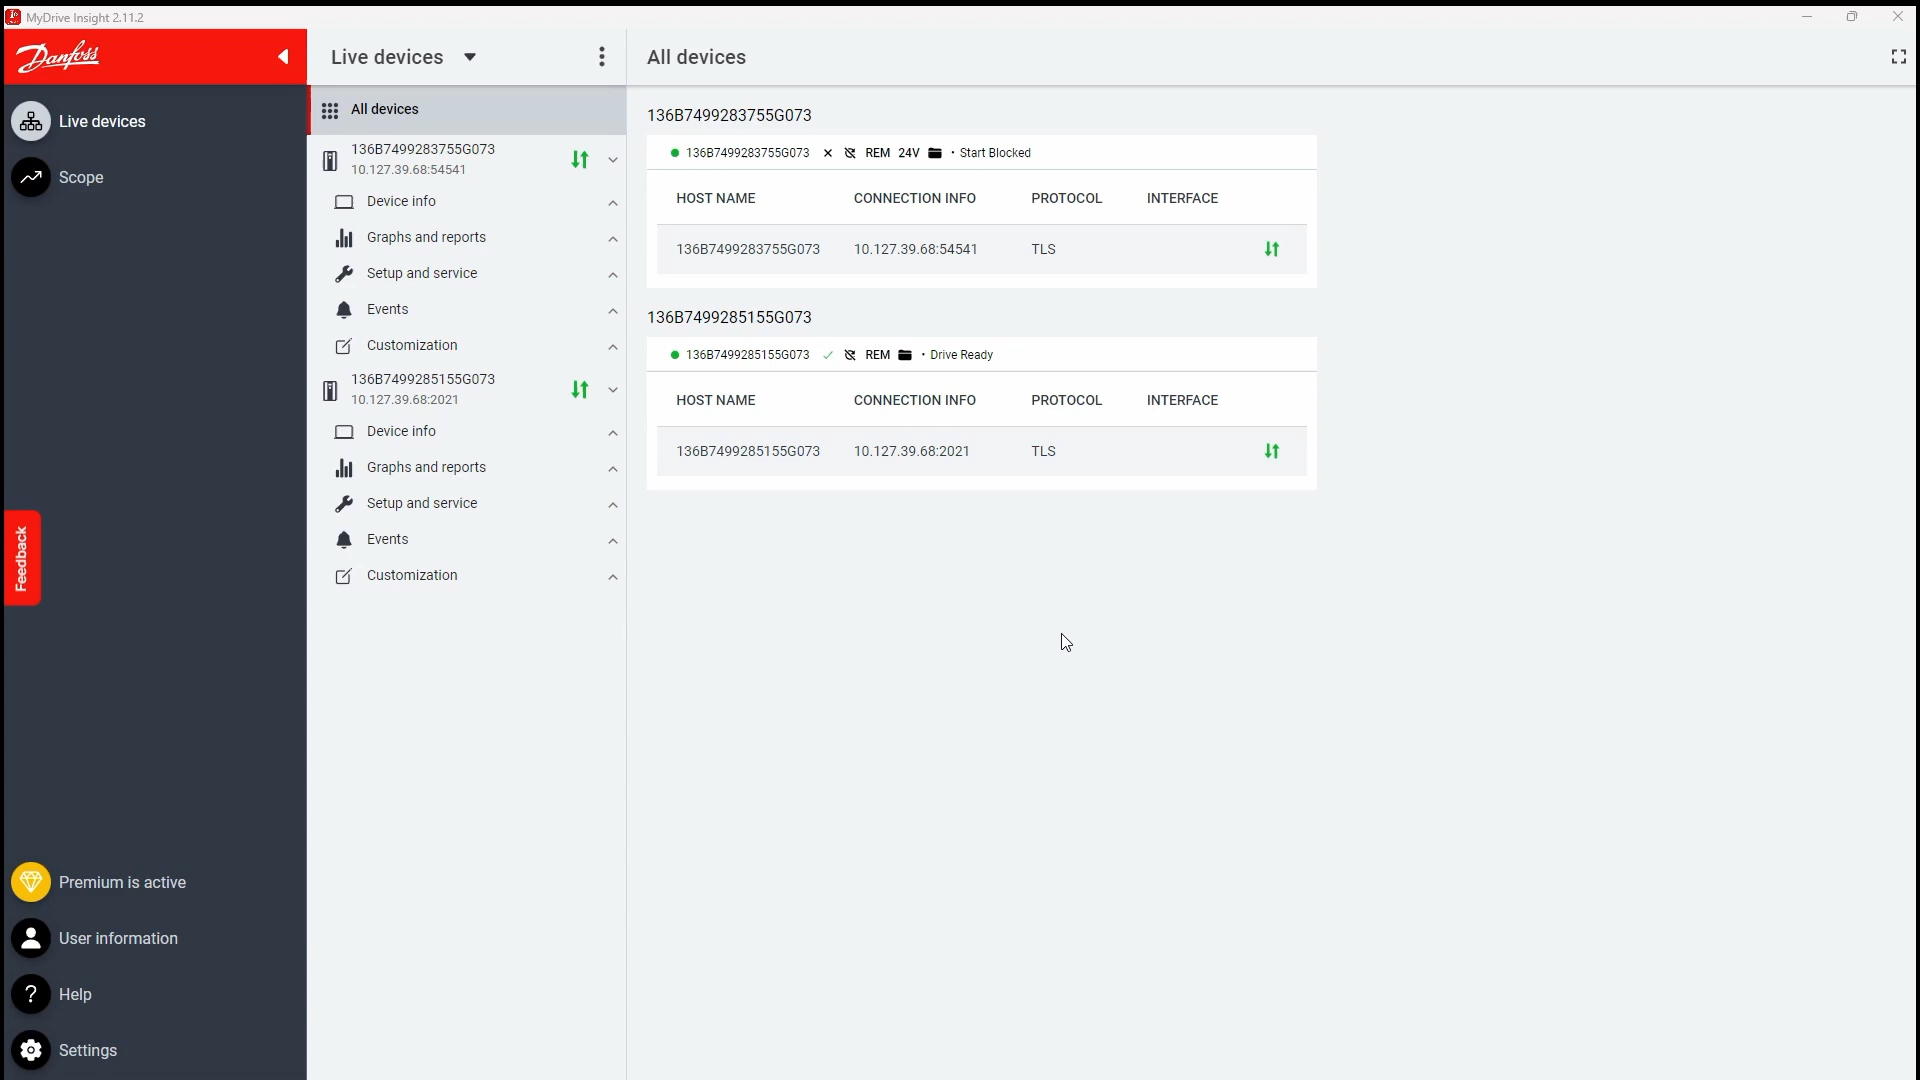 MyDrive Insight 2.11.2
Danfoss
Live devices
Scope
Feedback
Premium is active
User information
? Help
Settings
Live devices
All devices
136B7499283755G073
10.127.39.68:54541
Device info
Graphs and reports
Setup and service
Events
Customization
136B7499285155G073
10.127.39.68:2021
Device info
Graphs and reports
Setup and service
Events
Customization
All devices
136B7499283755G073
136B7499283755G073 REM 24V • Start Blocked
HOST NAME CONNECTION INFO PROTOCOL INTERFACE
136B7499283755G073 10.127.39.68:54541 TLS
136B7499285155G073
136B7499285155G073 REM • Drive Ready
HOST NAME CONNECTION INFO PROTOCOL INTERFACE
136B7499285155G073 10.127.39.68:2021 TLS